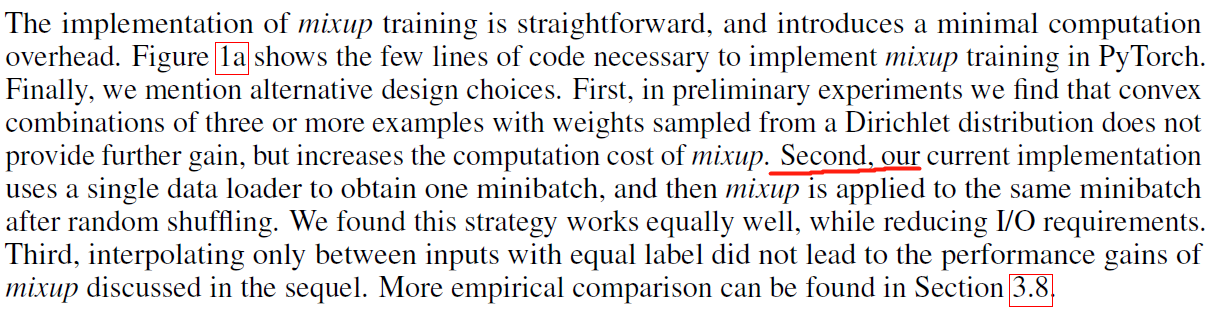 The implementation of mixup training is straightforward, and introduces a minimal computation
overhead. Figure 1a shows the few lines of code necessary to implement mixup training in PyTorch.
Finally, we mention alternative design choices. First, in preliminary experiments we find that convex
combinations of three or more examples with weights sampled from a Dirichlet distribution does not
provide further gain, but increases the computation cost of mixup. Second, our current implementation
uses a single data loader to obtain one minibatch, and then mixup is applied to the same minibatch
after random shuffling. We found this strategy works equally well, while reducing I/O requirements.
Third, interpolating only between inputs with equal label did not lead to the performance gains of
mixup discussed in the sequel. More empirical comparison can be found in Section 3.8.